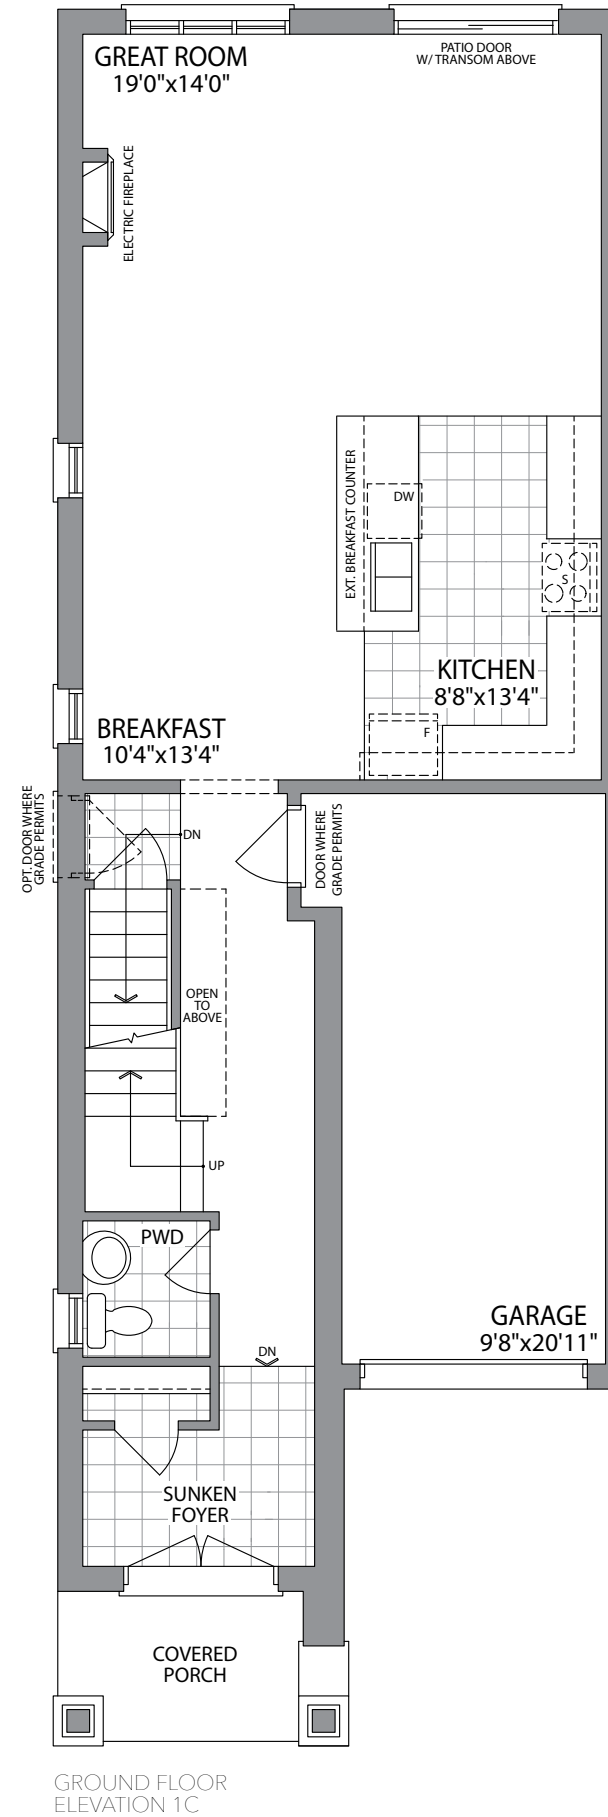 GREAT ROOM
19'0"x14'0"
PATIO DOOR
W/ TRANSOM ABOVE
ELECTRIC FIREPLACE
EXT. BREAKFAST COUNTER
DW
S
KITCHEN
8'8"x13'4"
F
BREAKFAST
10'4"x13'4"
OPT. DOOR WHERE
GRADE PERMITS
DN
DOOR WHERE
GRADE PERMITS
OPEN
TO
ABOVE
UP
PWD
GARAGE
9'8"x20'11"
DN
SUNKEN
FOYER
COVERED
PORCH
GROUND FLOOR
ELEVATION 1C